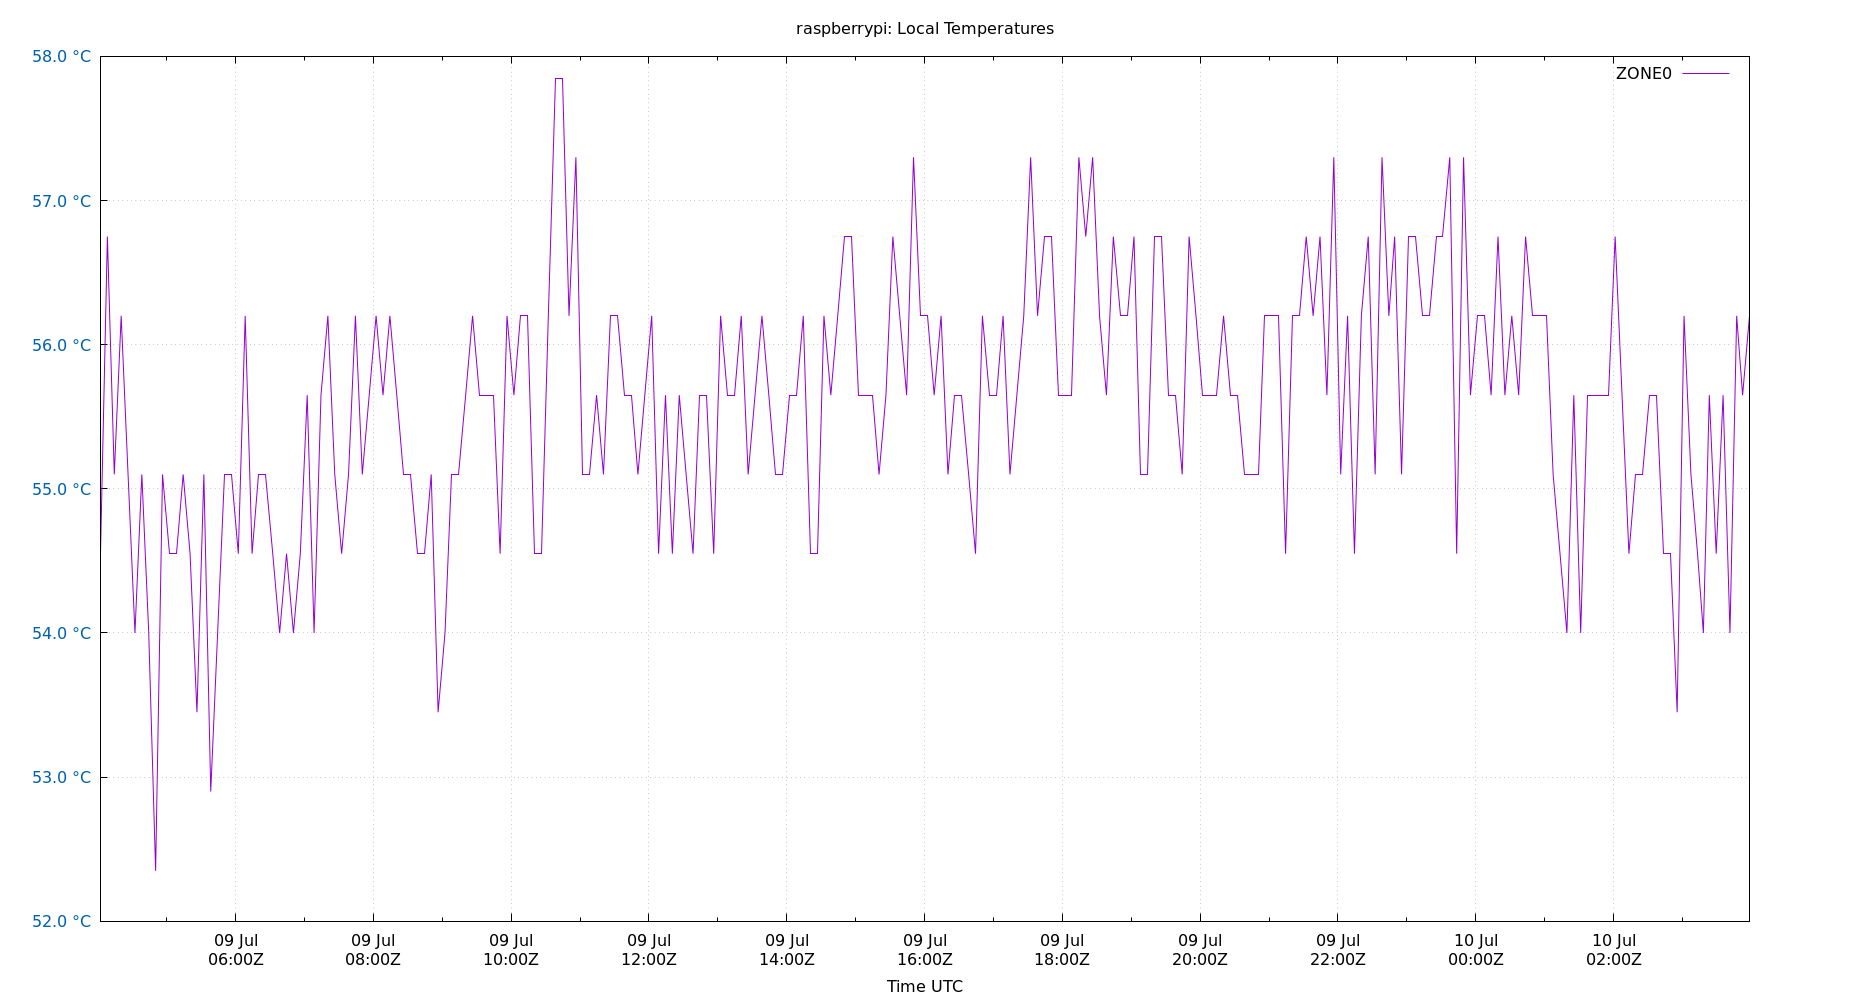 raspberrypi: Local Temperatures
58.0 °C
57.0 °C
56.0 °C
55.0 °C
54.0 °C
53.0 °C
52.0 °C
ZONE0
09 Jul 09 Jul 09 Jul 09 Jul 09 Jul 09 Jul 09 Jul 09 Jul 09 Jul 10 Jul 10 Jul
06:00Z 08:00Z 10:00Z 12:00Z 14:00Z 16:00Z 18:00Z 20:00Z 22:00Z 00:00Z 02:00Z
Time UTC